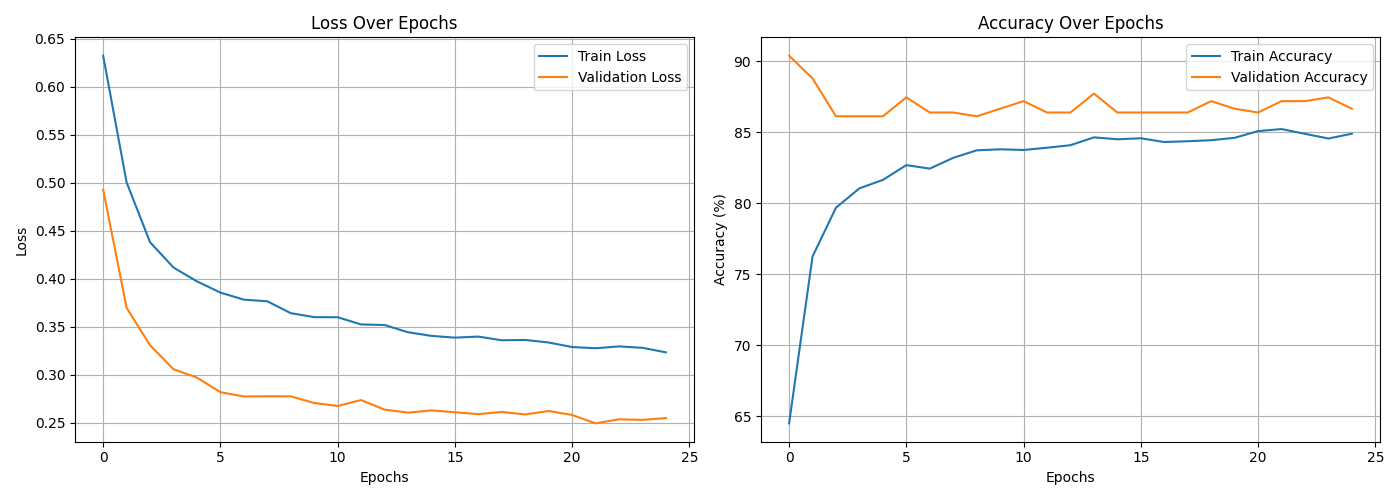 Loss Over Epochs
0.65
0.60
0.55
0.50
0.45
0.40
0.35
0.30
0.25
Loss
0
5
10
15
20
25
Epochs
Train Loss
Validation Loss
Accuracy Over Epochs
90
85
80
75
70
65
Accuracy (%)
0
5
10
15
20
25
Epochs
Train Accuracy
Validation Accuracy